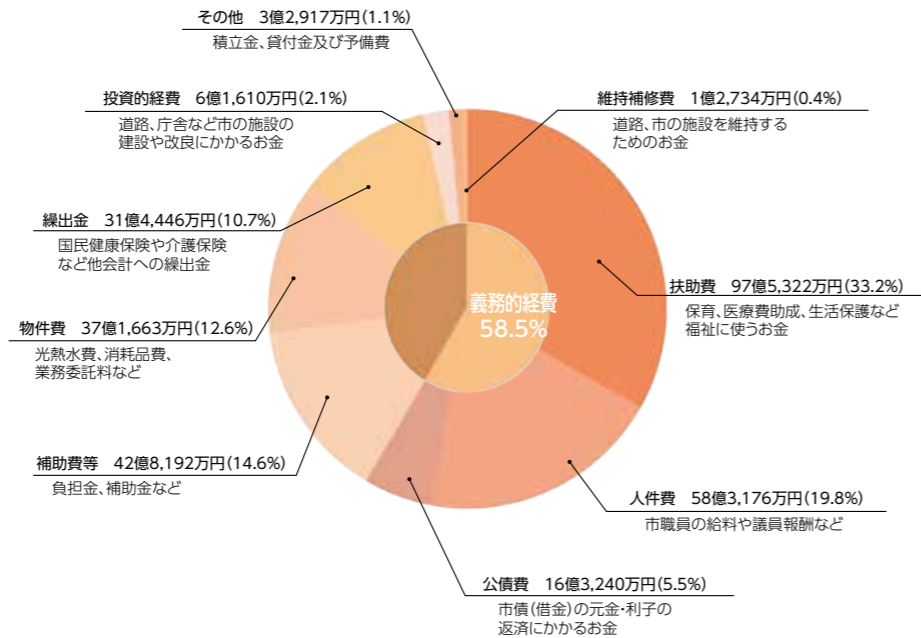 その他　3億2,917万円(1.1%)
積立金、貸付金及び予備費
投資的経費　6億1,610万円(2.1%)
道路、庁舎など市の施設の
建設や改良にかかるお金
維持補修費　1億2,734万円(0.4%)
道路、市の施設を維持する
ためのお金
繰出金　31億4,446万円(10.7%)
国民健康保険や介護保険
など他会計への繰出金
義務的経費
58.5%
扶助費　97億5,322万円(33.2%)
保育、医療費助成、生活保護など
福祉に使うお金
物件費　37億1,663万円(12.6%)
光熱水費、消耗品費、
業務委託料など
補助費等　42億8,192万円(14.6%)
負担金、補助金など
人件費　58億3,176万円(19.8%)
市職員の給料や議員報酬など
公債費　16億3,240万円(5.5%)
市債(借金)の元金・利子の
返済にかかるお金